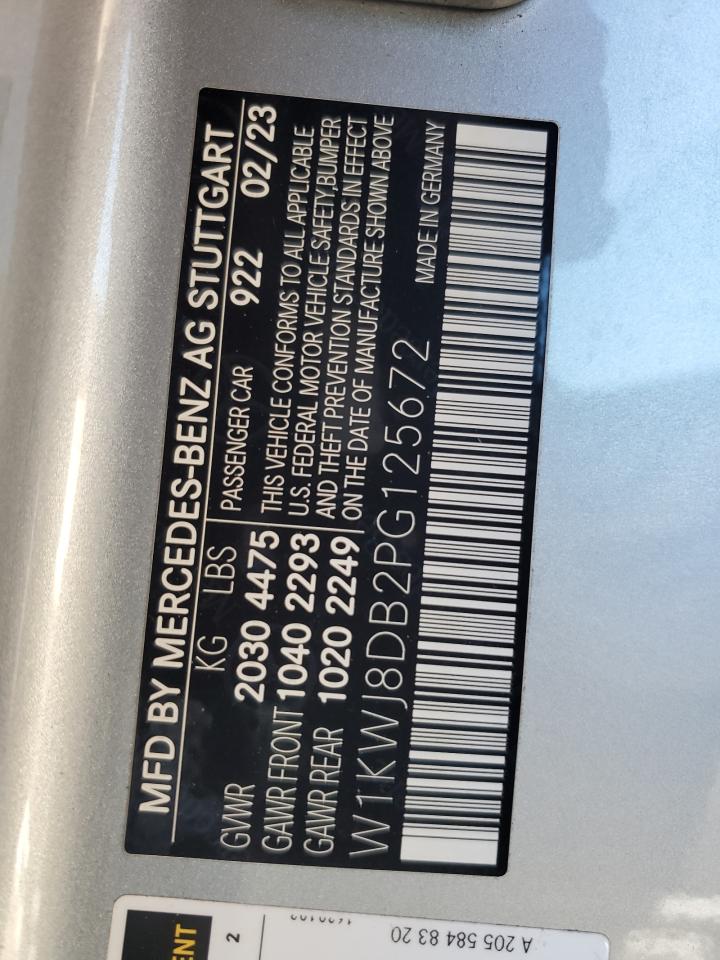 MFD BY MERCEDES-BENZ AG STUTTGART
KG LBS PASSENGER CAR 922 02/23
GVWR 2030 4475 THIS VEHICLE CONFORMS TO ALL APPLICABLE
GAWR FRONT 1040 2293 U.S. FEDERAL MOTOR VEHICLE SAFETY, BUMPER
GAWR REAR 1020 2249 AND THEFT PREVENTION STANDARDS IN EFFECT
ON THE DATE OF MANUFACTURE SHOWN ABOVE
W1KWJ8DB2PG125672 MADE IN GERMANY
2
A 205 584 83 20